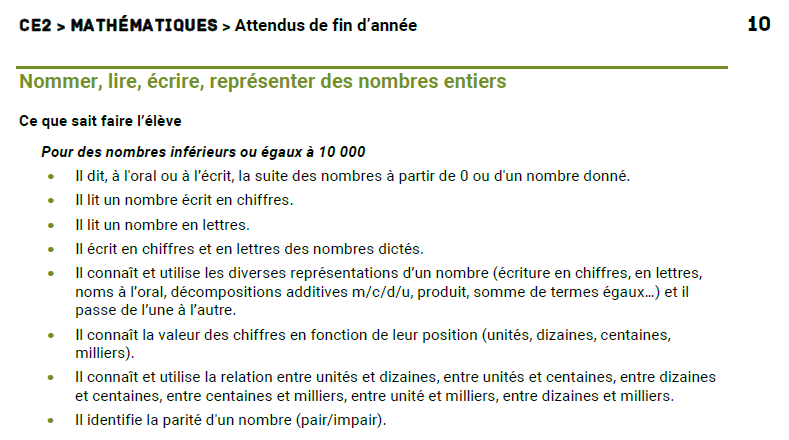 CE2 > MATHÉMATIQUES > Attendus de fin d’année
10
Nommer, lire, écrire, représenter des nombres entiers
Ce que sait faire l’élève
Pour des nombres inférieurs ou égaux à 10 000
• Il dit, à l'oral ou à l’écrit, la suite des nombres à partir de 0 ou d'un nombre donné.
• Il lit un nombre écrit en chiffres.
• Il lit un nombre en lettres.
• Il écrit en chiffres et en lettres des nombres dictés.
• Il connaît et utilise les diverses représentations d’un nombre (écriture en chiffres, en lettres,
noms à l’oral, décompositions additives m/c/d/u, produit, somme de termes égaux…) et il
passe de l’une à l’autre.
• Il connaît la valeur des chiffres en fonction de leur position (unités, dizaines, centaines,
milliers).
• Il connaît et utilise la relation entre unités et dizaines, entre unités et centaines, entre dizaines
et centaines, entre centaines et milliers, entre unité et milliers, entre dizaines et milliers.
• Il identifie la parité d'un nombre (pair/impair).